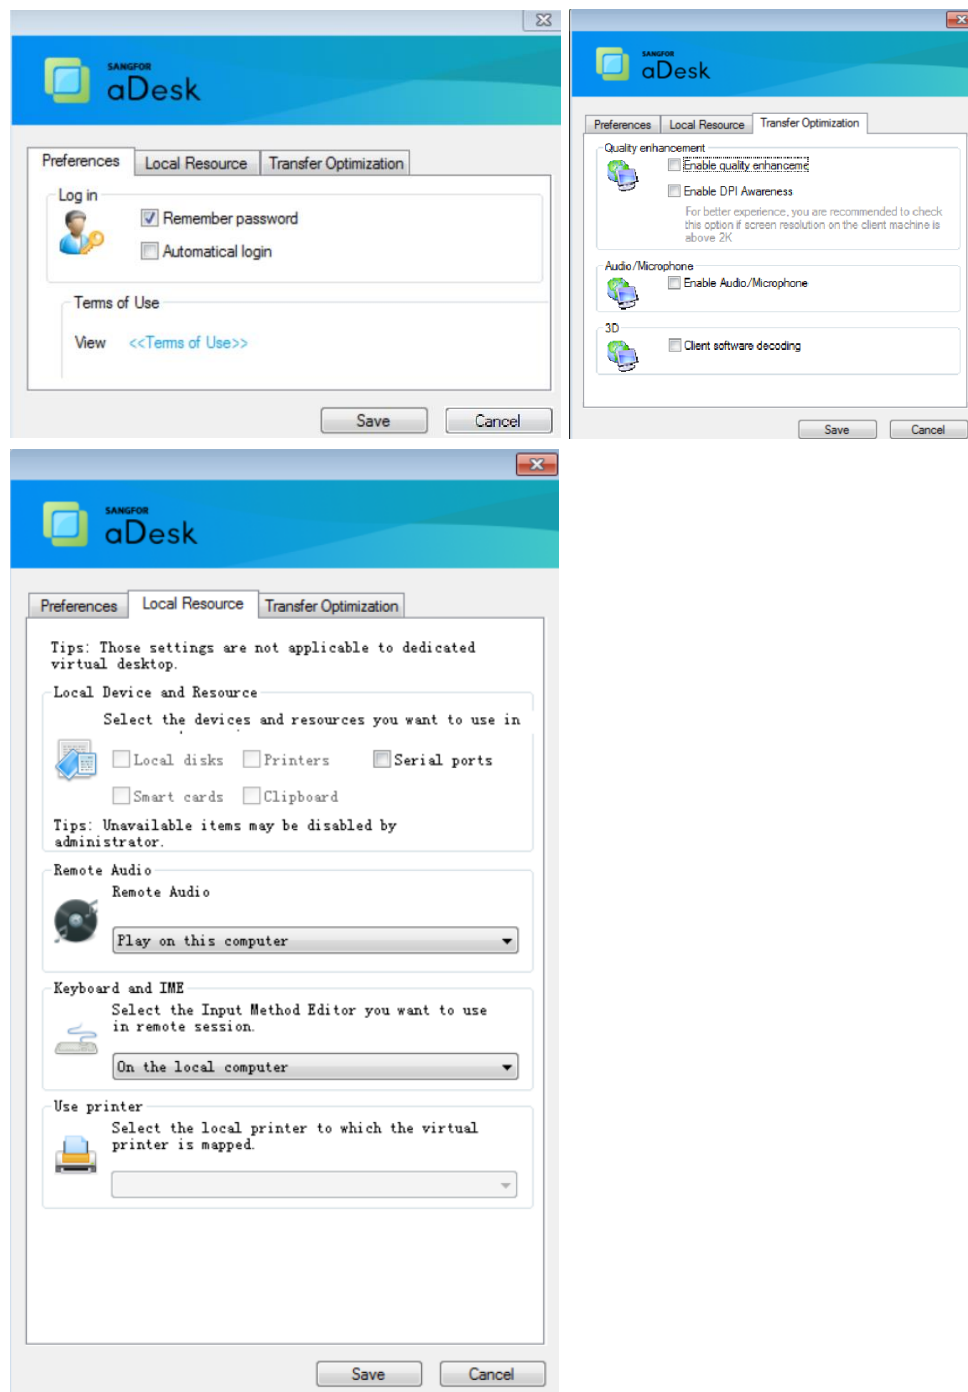 SANGFOR
aDesk
Preferences
Local Resource
Transfer Optimization
Log in
Remember password
Automatical login
Terms of Use
View <<Terms of Use>>
Save
Cancel
SANGFOR
aDesk
Preferences
Local Resource
Transfer Optimization
Quality enhancement
Enable quality enhanceme
Enable DPI Awareness
For better experience, you are recommended to check
this option if screen resolution on the client machine is
above 2K
Audio/Microphone
Enable Audio/Microphone
3D
Client software decoding
Save
Cancel
SANGFOR
aDesk
Preferences
Local Resource
Transfer Optimization
Tips: Those settings are not applicable to dedicated
virtual desktop.
Local Device and Resource
Select the devices and resources you want to use in
Local disks
Printers
Serial ports
Smart cards
Clipboard
Tips: Unavailable items may be disabled by
administrator.
Remote Audio
Remote Audio
Play on this computer
Keyboard and IME
Select the Input Method Editor you want to use
in remote session.
On the local computer
Use printer
Select the local printer to which the virtual
printer is mapped.
Save
Cancel